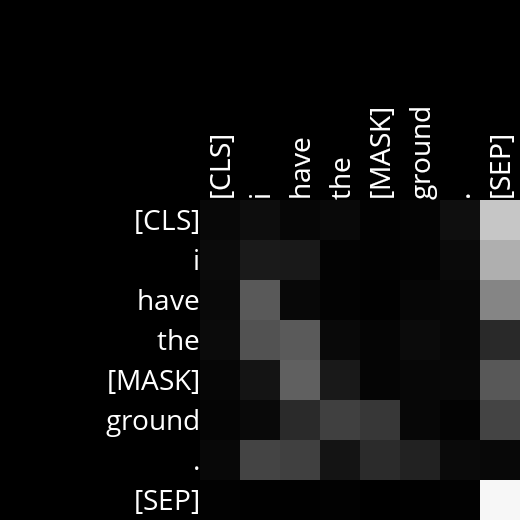 [CLS]
i
have
the
[MASK]
ground
.
[SEP]
[CLS]
i
have
the
[MASK]
ground
.
[SEP]